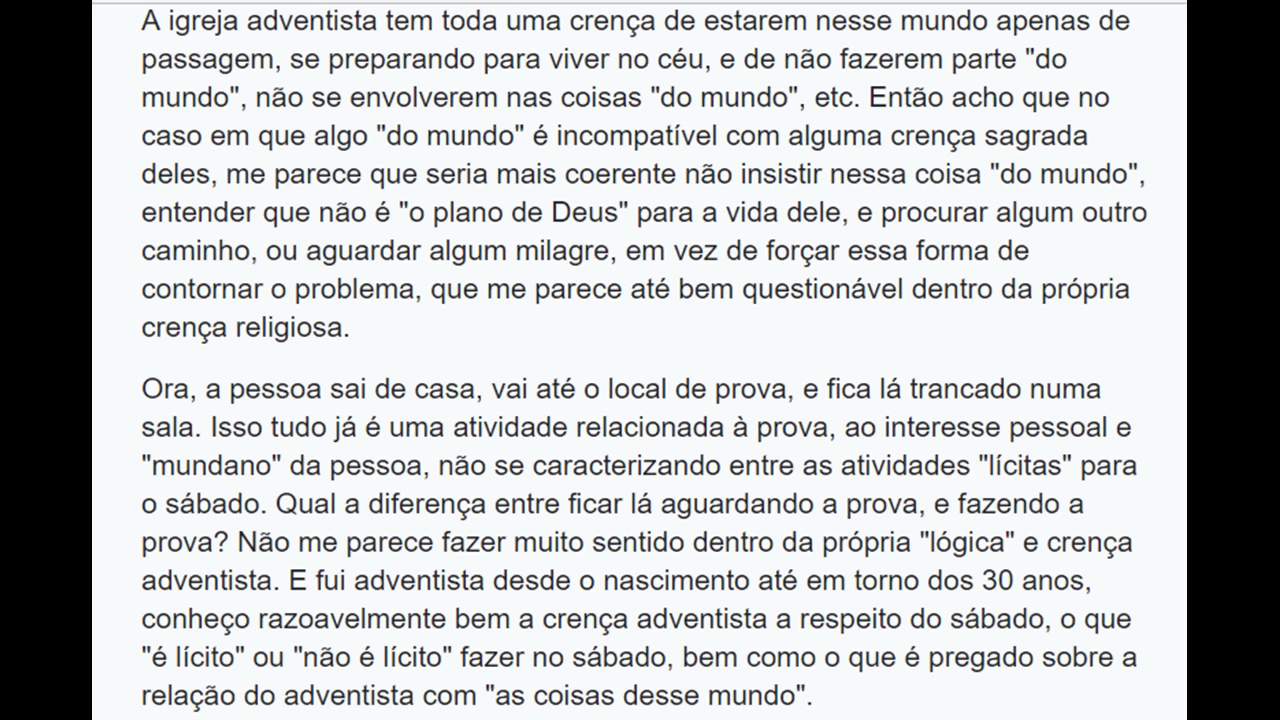 A igreja adventista tem toda uma crença de estarem nesse mundo apenas de
passagem, se preparando para viver no céu, e de não fazerem parte "do
mundo", não se envolverem nas coisas "do mundo", etc. Então acho que no
caso em que algo "do mundo" é incompatível com alguma crença sagrada
deles, me parece que seria mais coerente não insistir nessa coisa "do mundo",
entender que não é "o plano de Deus" para a vida dele, e procurar algum outro
caminho, ou aguardar algum milagre, em vez de forçar essa forma de
contornar o problema, que me parece até bem questionável dentro da própria
crença religiosa.
Ora, a pessoa sai de casa, vai até o local de prova, e fica lá trancado numa
sala. Isso tudo já é uma atividade relacionada à prova, ao interesse pessoal e
"mundano" da pessoa, não se caracterizando entre as atividades "lícitas" para
o sábado. Qual a diferença entre ficar lá aguardando a prova, e fazendo a
prova? Não me parece fazer muito sentido dentro da própria "lógica" e crença
adventista. E fui adventista desde o nascimento até em torno dos 30 anos,
conheço razoavelmente bem a crença adventista a respeito do sábado, o que
"é lícito" ou "não é lícito" fazer no sábado, bem como o que é pregado sobre a
relação do adventista com "as coisas desse mundo".